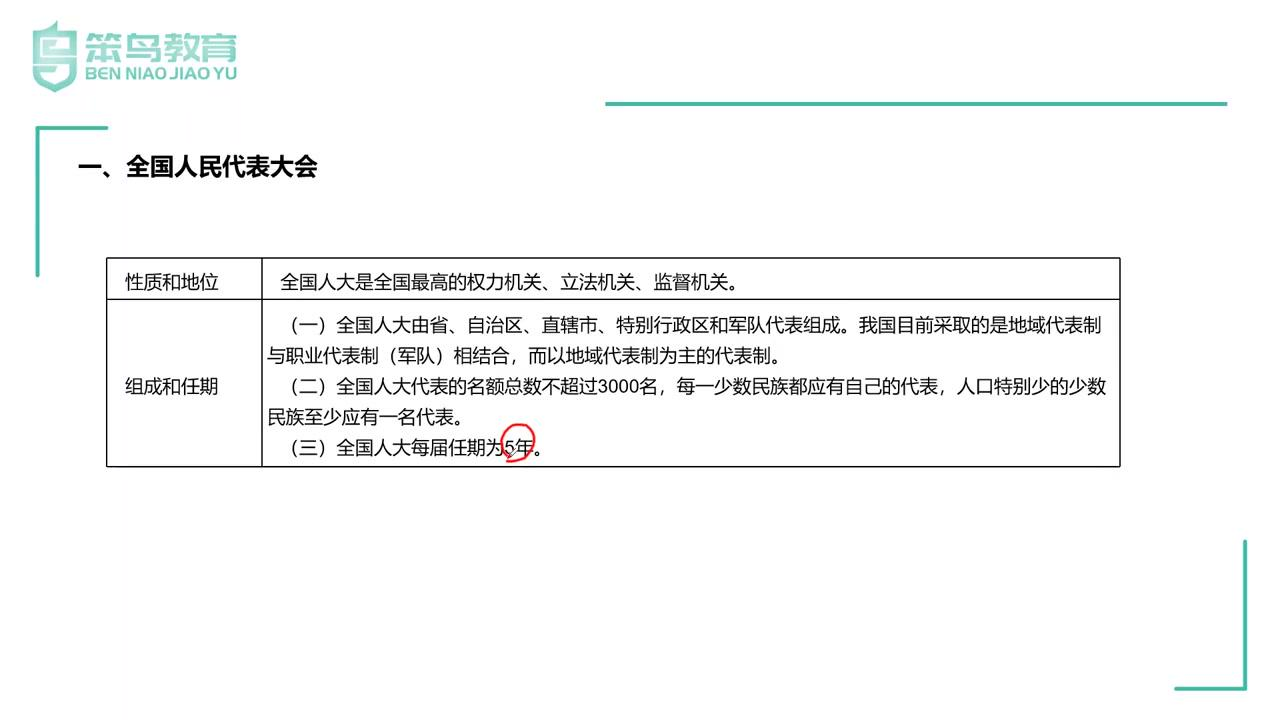 笨鸟教育
BEN NIAO JIAO YU
一、全国人民代表大会
性质和地位
全国人大是全国最高的权力机关、立法机关、监督机关。
组成和任期
（一）全国人大由省、自治区、直辖市、特别行政区和军队代表组成。我国目前采取的是地域代表制
与职业代表制（军队）相结合，而以地域代表制为主的代表制。
（二）全国人大代表的名额总数不超过3000名，每一少数民族都应有自己的代表，人口特别少的少数
民族至少应有一名代表。
（三）全国人大每届任期为5年。